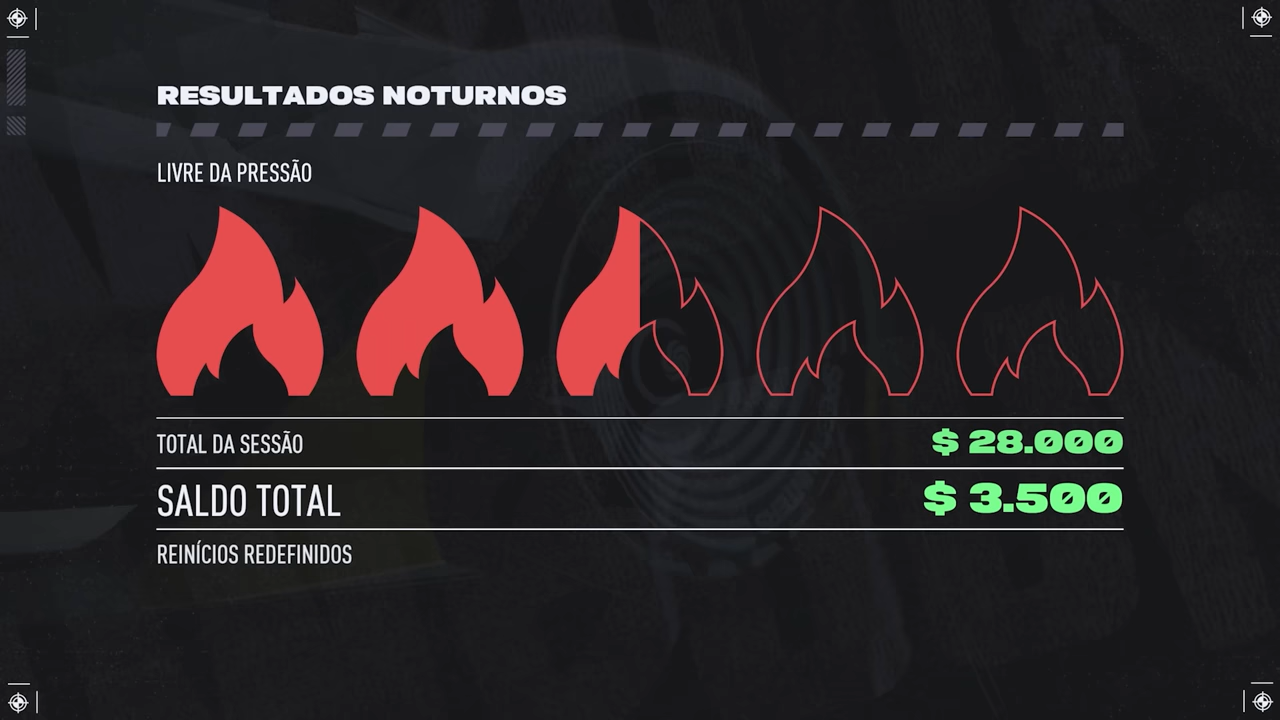 RESULTADOS NOTURNOS
LIVRE DA PRESSÃO
TOTAL DA SESSÃO $ 28.000
SALDO TOTAL $ 3.500
REINÍCIOS REDEFINIDOS